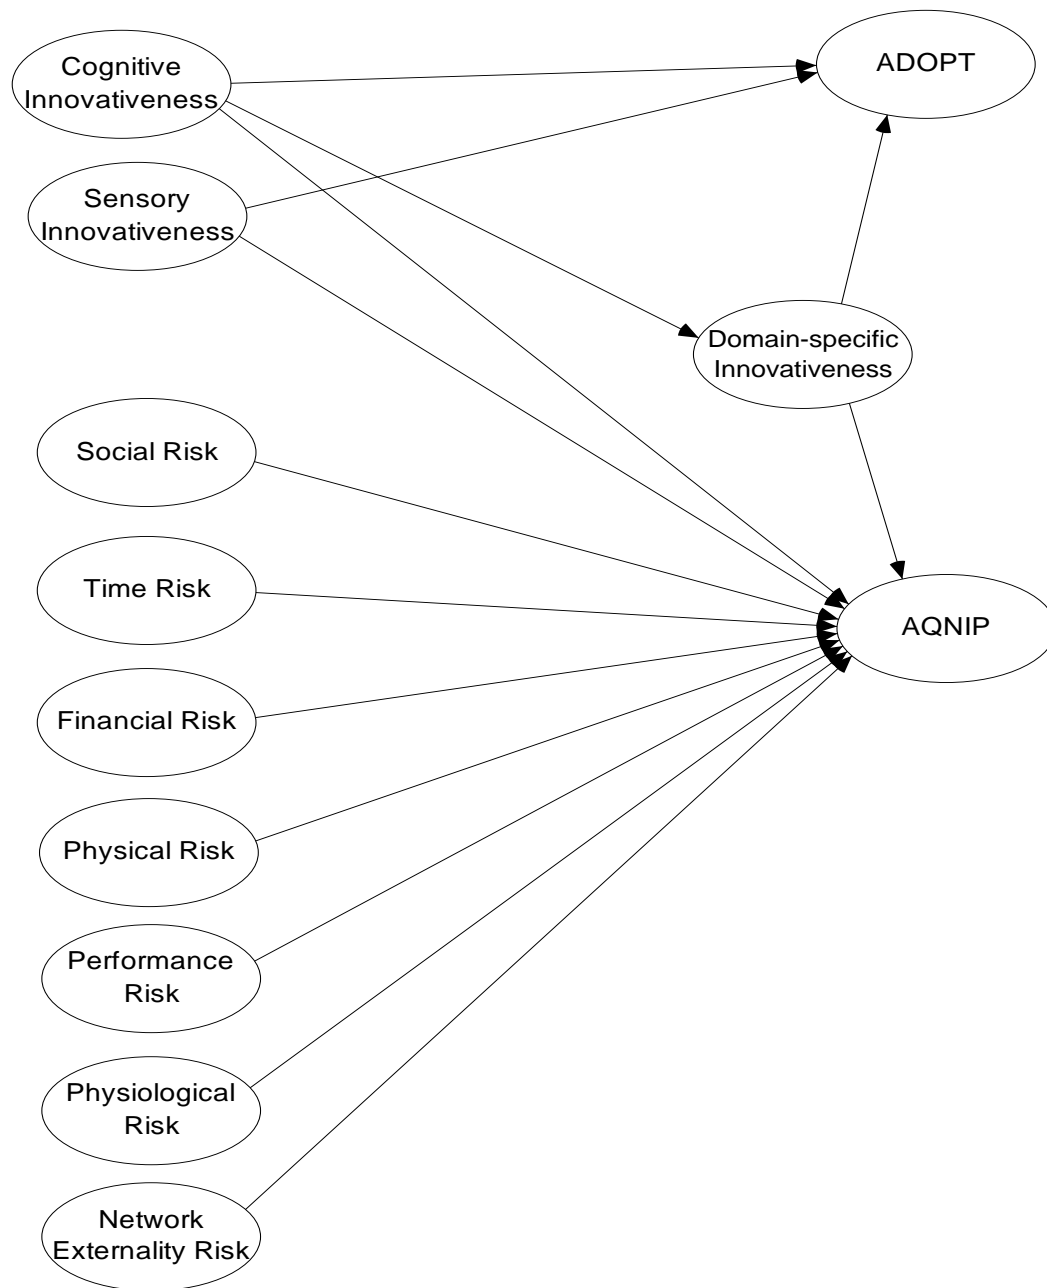 Cognitive
Innovativeness
ADOPT
Sensory
Innovativeness
Domain-specific
Innovativeness
Social Risk
Time Risk
AQNIP
Financial Risk
Physical Risk
Performance
Risk
Physiological
Risk
Network
Externality Risk